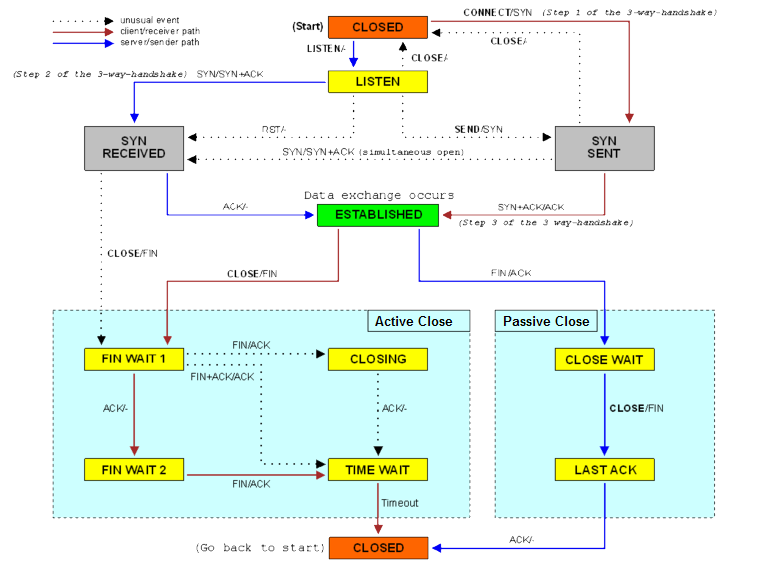 unusual event
client/receiver path
server/sender path
(Start)
CLOSED
CONNECT/SYN (Step 1 of the 3-way-handshake)
CLOSE/-
LISTEN/-
CLOSE/-
(Step 2 of the 3-way-handshake) SYN/SYN+ACK
LISTEN
RST/-
SEND/SYN
SYN
RECEIVED
SYN/SYN+ACK (simultaneous open)
SYN
SENT
Data exchange occurs
ACK/-
ESTABLISHED
SYN+ACK/ACK
(Step 3 of the 3 way-handshake)
CLOSE/FIN
CLOSE/FIN
FIN/ACK
Active Close
Passive Close
FIN WAIT 1
FIN/ACK
CLOSING
CLOSE WAIT
FIN+ACK/ACK
ACK/-
ACK/-
CLOSE/FIN
FIN WAIT 2
TIME WAIT
LAST ACK
FIN/ACK
Timeout
(Go back to start)
CLOSED
ACK/-